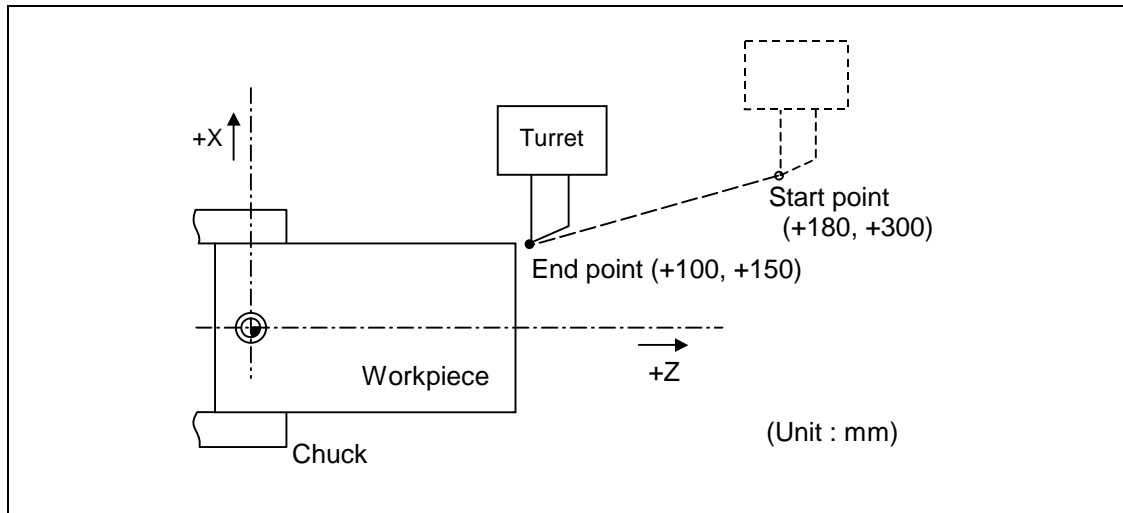 +X
Turret
Start point
(+180, +300)
End point (+100, +150)
Workpiece
+Z
(Unit : mm)
Chuck